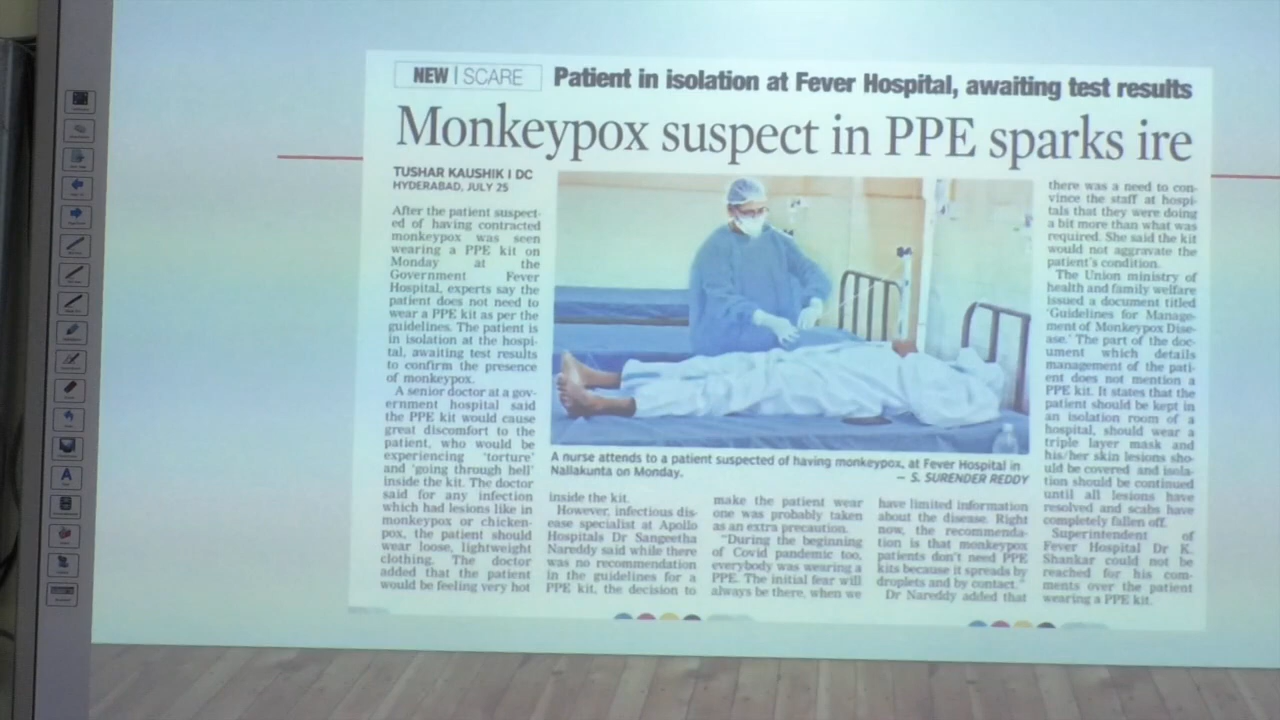 NEW | SCARE
Patient in isolation at Fever Hospital, awaiting test results
Monkeypox suspect in PPE sparks ire
TUSHAR KAUSHIK I DC
HYDERABAD, JULY 25
After the patient suspect-
ed of having contracted
monkeypox was seen
wearing a PPE kit on
Monday at the
Government Fever
Hospital, experts say the
patient does not need to
wear a PPE kit as per the
guidelines. The patient is
in isolation at the hospi-
tal, awaiting test results
to confirm the presence
of monkeypox.
A senior doctor at a gov-
ernment hospital said
the PPE kit would cause
great discomfort to the
patient, who would be
experiencing 'torture'
and 'going through hell'
inside the kit. The doctor
said for any infection
which had lesions like in
monkeypox or chicken-
pox, the patient should
wear loose, lightweight
clothing. The doctor
added that the patient
would be feeling very hot
A nurse attends to a patient suspected of having monkeypox, at Fever Hospital in
Nallakunta on Monday.
— S. SURENDER REDDY
inside the kit.
However, infectious dis-
ease specialist at Apollo
Hospitals Dr Sangeetha
Nareddy said while there
was no recommendation
in the guidelines for a
PPE kit, the decision to
make the patient wear
one was probably taken
as an extra precaution.
"During the beginning
of Covid pandemic too,
everybody was wearing a
PPE. The initial fear will
always be there, when we
have limited information
about the disease. Right
now, the recommenda-
tion is that monkeypox
patients don't need PPE
kits because it spreads by
droplets and by contact."
Dr Nareddy added that
there was a need to con-
vince the staff at hospi-
tals that they were doing
a bit more than what was
required. She said the kit
would not aggravate the
patient's condition.
The Union ministry of
health and family welfare
issued a document titled
'Guidelines for Manage-
ment of Monkeypox Dise-
ase.' The part of the doc-
ument which details
management of the pati-
ent does not mention a
PPE kit. It states that the
patient should be kept in
an isolation room of a
hospital, should wear a
triple layer mask and
his/her skin lesions sho-
uld be covered and isola-
tion should be continued
until all lesions have
resolved and scabs have
completely fallen off.
Superintendent of
Fever Hospital Dr K.
Shankar could not be
reached for his com-
ments over the patient
wearing a PPE kit.